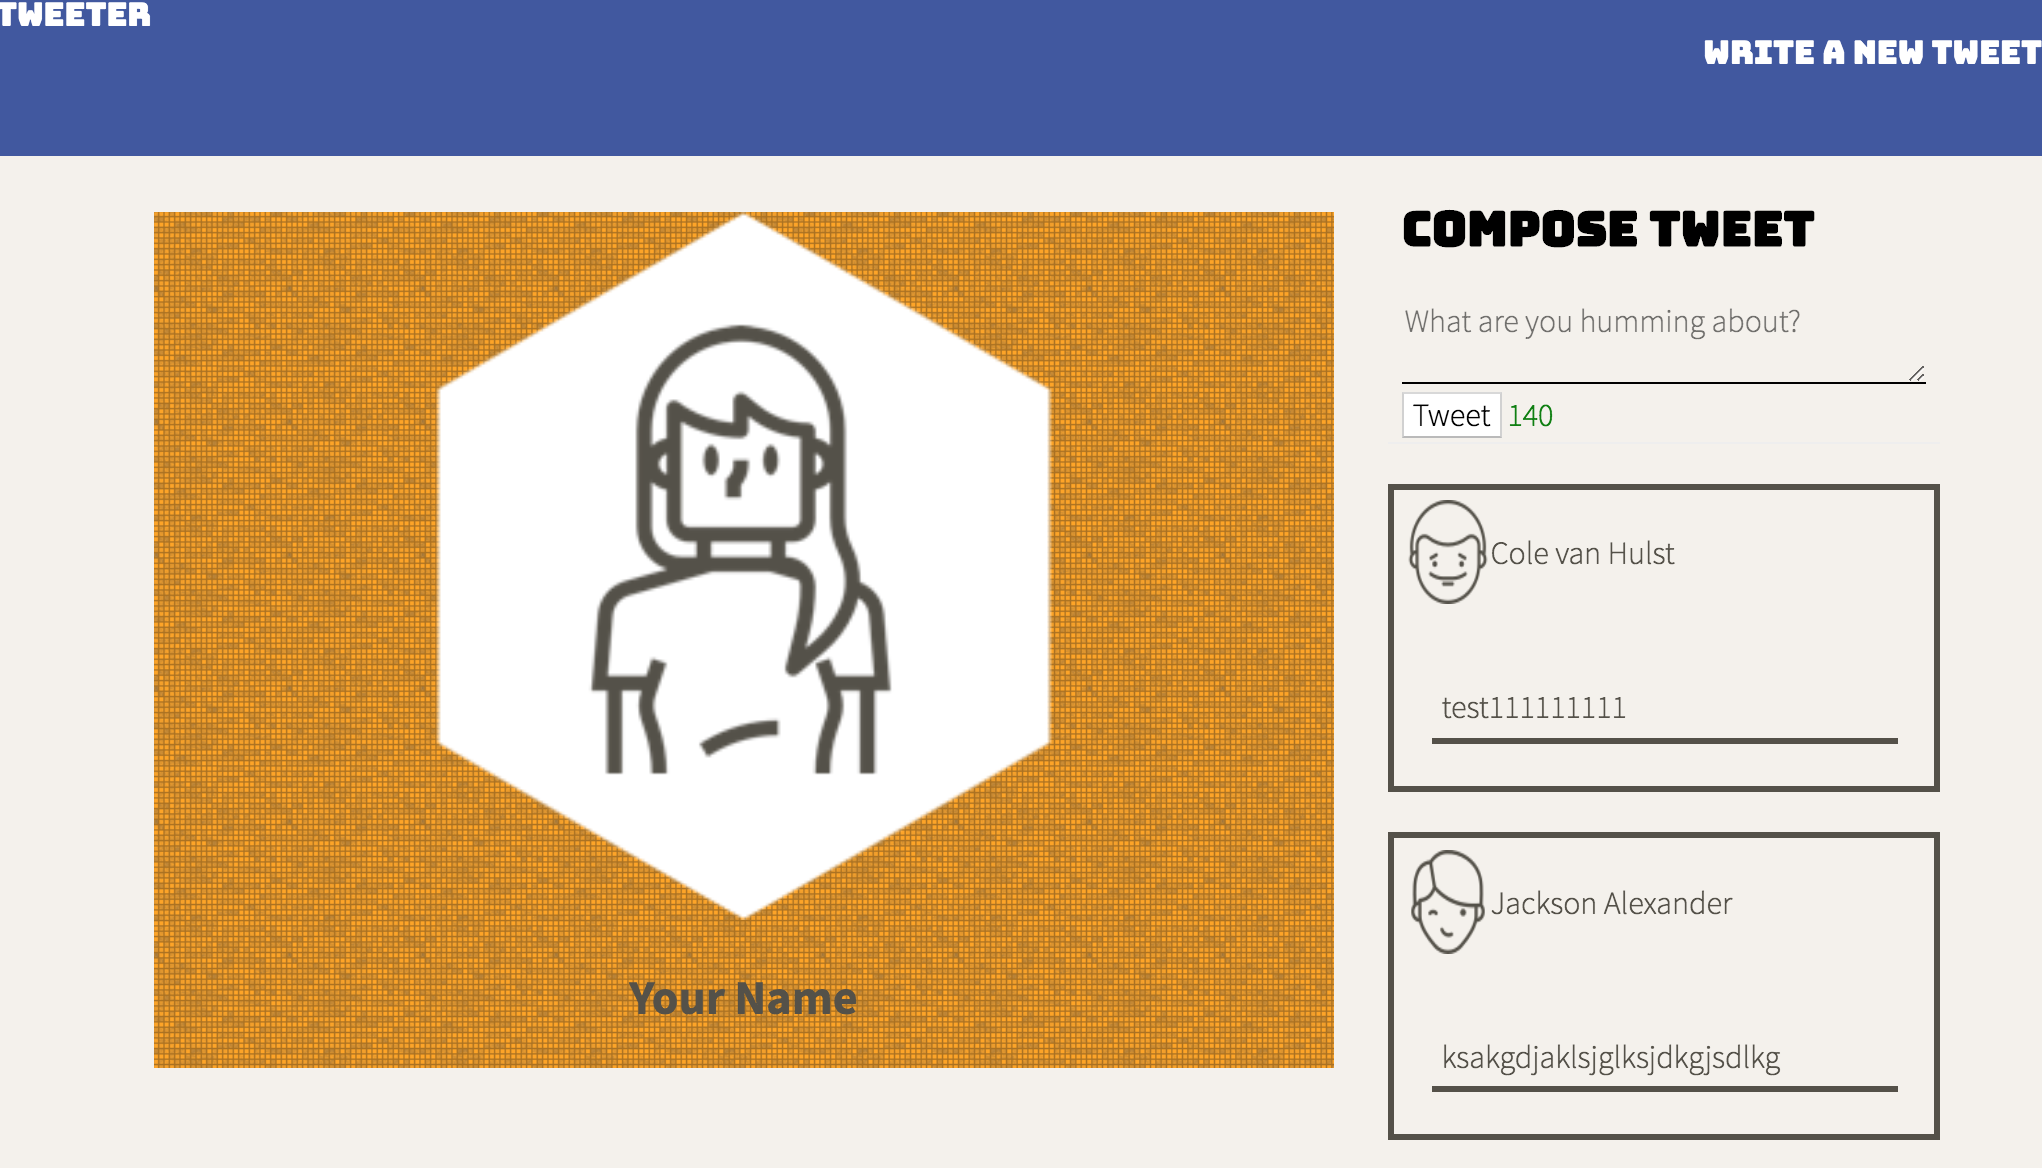 TWEETER
WRITE A NEW TWEET
Your Name
COMPOSE TWEET
What are you humming about?
Tweet 140
Cole van Hulst
test111111111
Jackson Alexander
ksakgdjaklsjglksjdkgjsdlkg